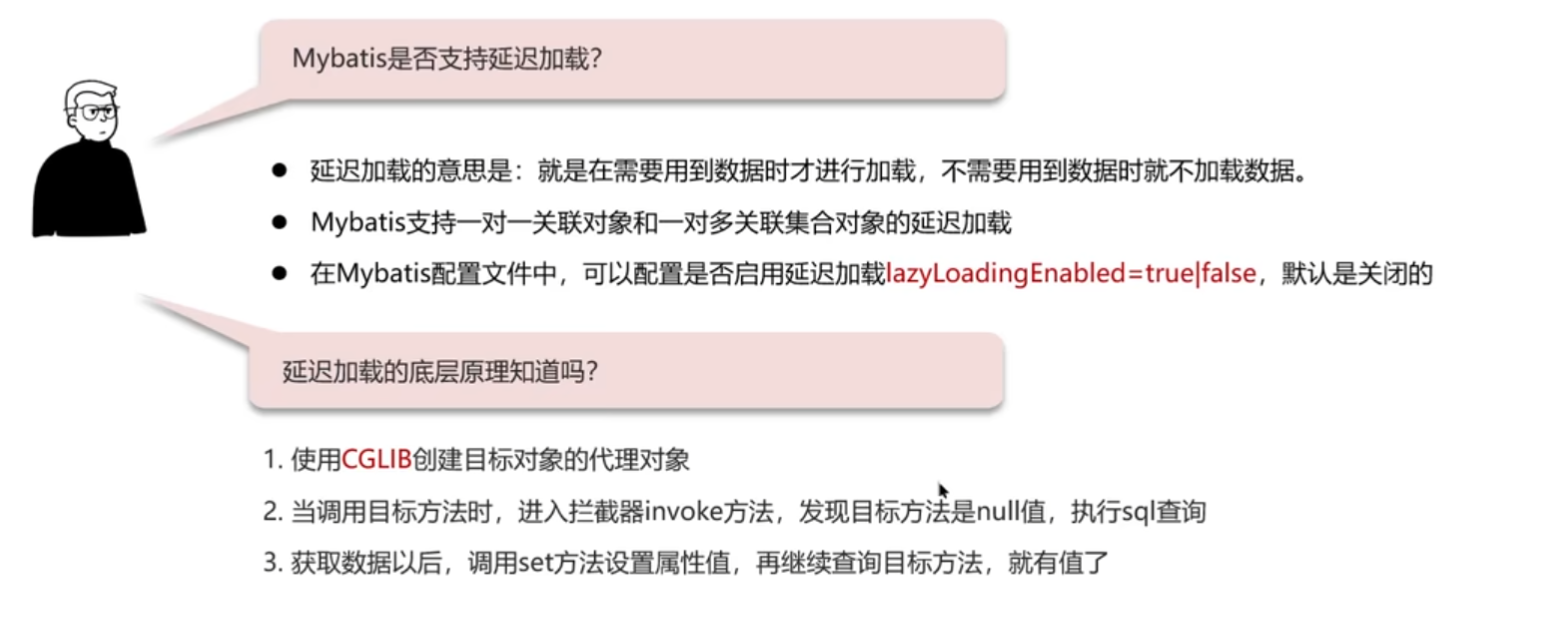 Mybatis是否支持延迟加载？
● 延迟加载的意思是：就是在需要用到数据时才进行加载，不需要用到数据时就不加载数据。
● Mybatis支持一对一关联对象和一对多关联集合对象的延迟加载
● 在Mybatis配置文件中，可以配置是否启用延迟加载lazyLoadingEnabled=true|false，默认是关闭的
延迟加载的底层原理知道吗？
1. 使用CGLIB创建目标对象的代理对象
2. 当调用目标方法时，进入拦截器invoke方法，发现目标方法是null值，执行sql查询
3. 获取数据以后，调用set方法设置属性值，再继续查询目标方法，就有值了